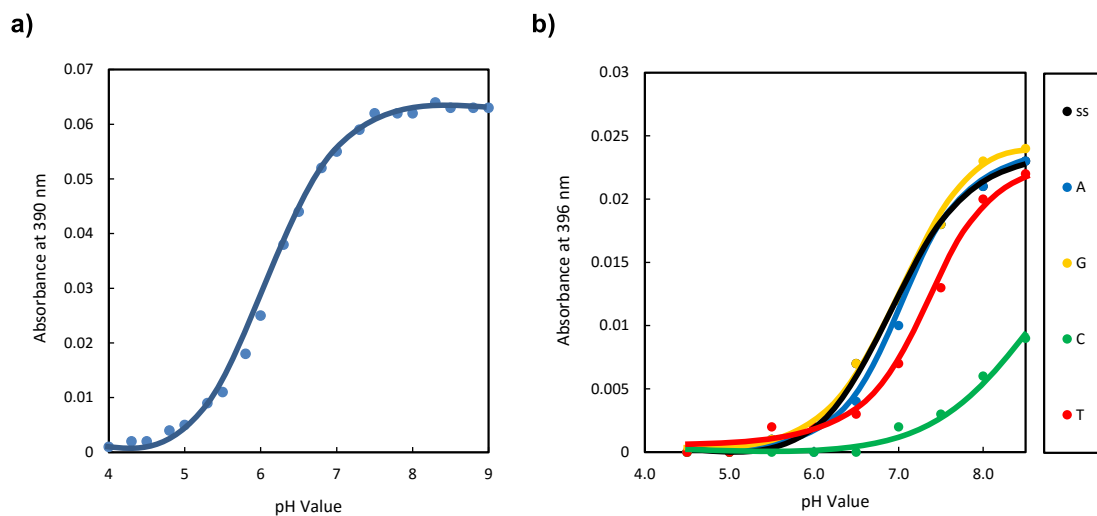 a)
b)
0.07
0.06
0.05
0.04
0.03
0.02
0.01
0
4
5
6
7
8
9
Absorbance at 390 nm
pH Value
0.03
0.025
0.02
0.015
0.01
0.005
0
4.0
5.0
6.0
7.0
8.0
Absorbance at 396 nm
pH Value
ss
A
G
C
T